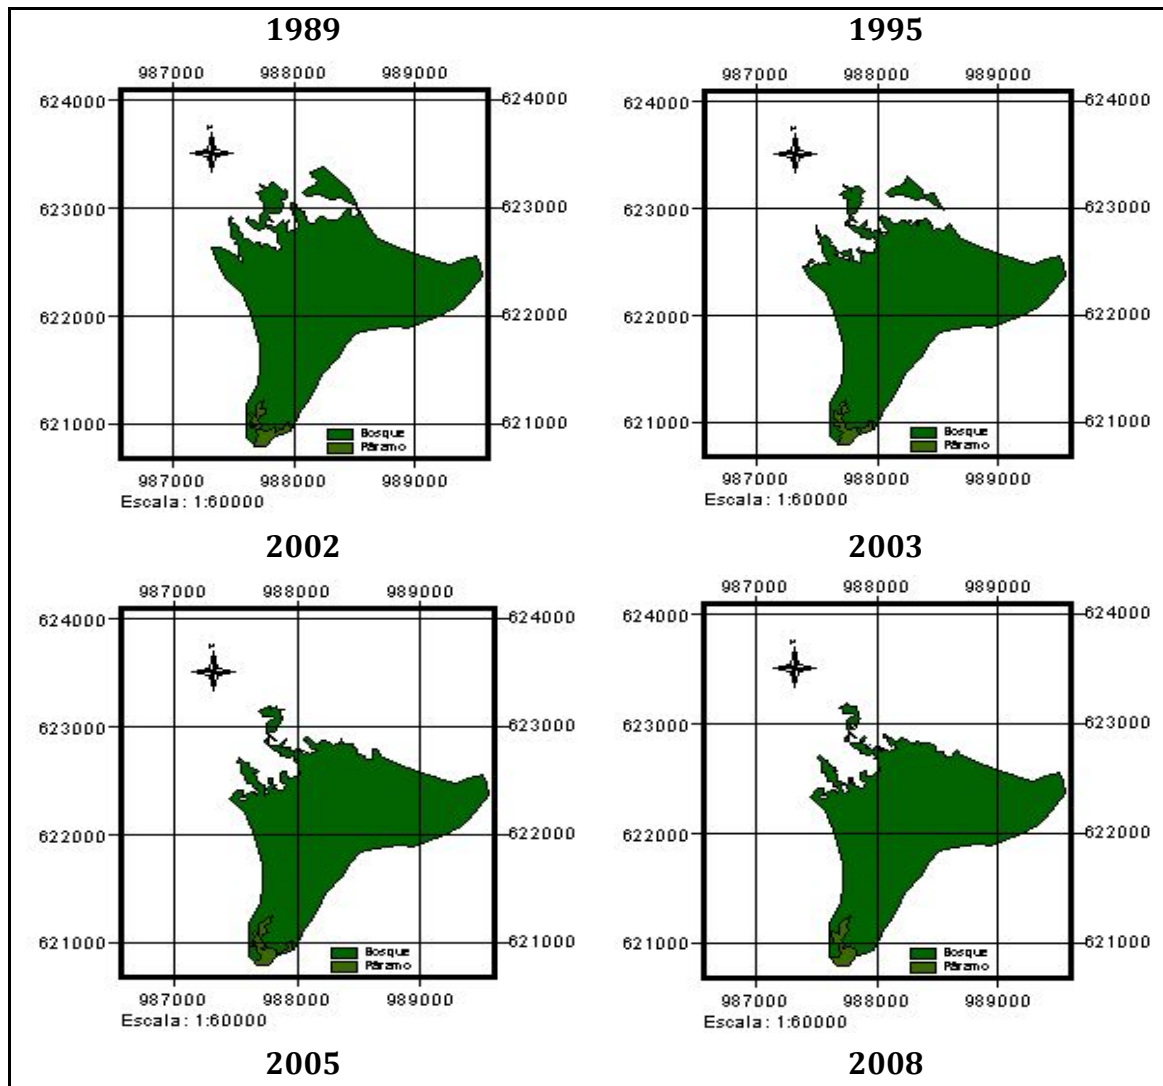 1989 1995
987000 988000 989000 987000 988000 989000
624000 624000 624000 624000
N N
623000 623000 623000 623000
622000 622000 622000 622000
621000 621000 621000 621000
Bosque Bosque
Páramo Páramo
987000 988000 989000 987000 988000 989000
Escala: 1:60000 Escala: 1:60000
2002 2003
987000 988000 989000 987000 988000 989000
624000 624000 624000 624000
N N
623000 623000 623000 623000
622000 622000 622000 622000
621000 621000 621000 621000
Bosque Bosque
Páramo Páramo
987000 988000 989000 987000 988000 989000
Escala: 1:60000 Escala: 1:60000
2005 2008